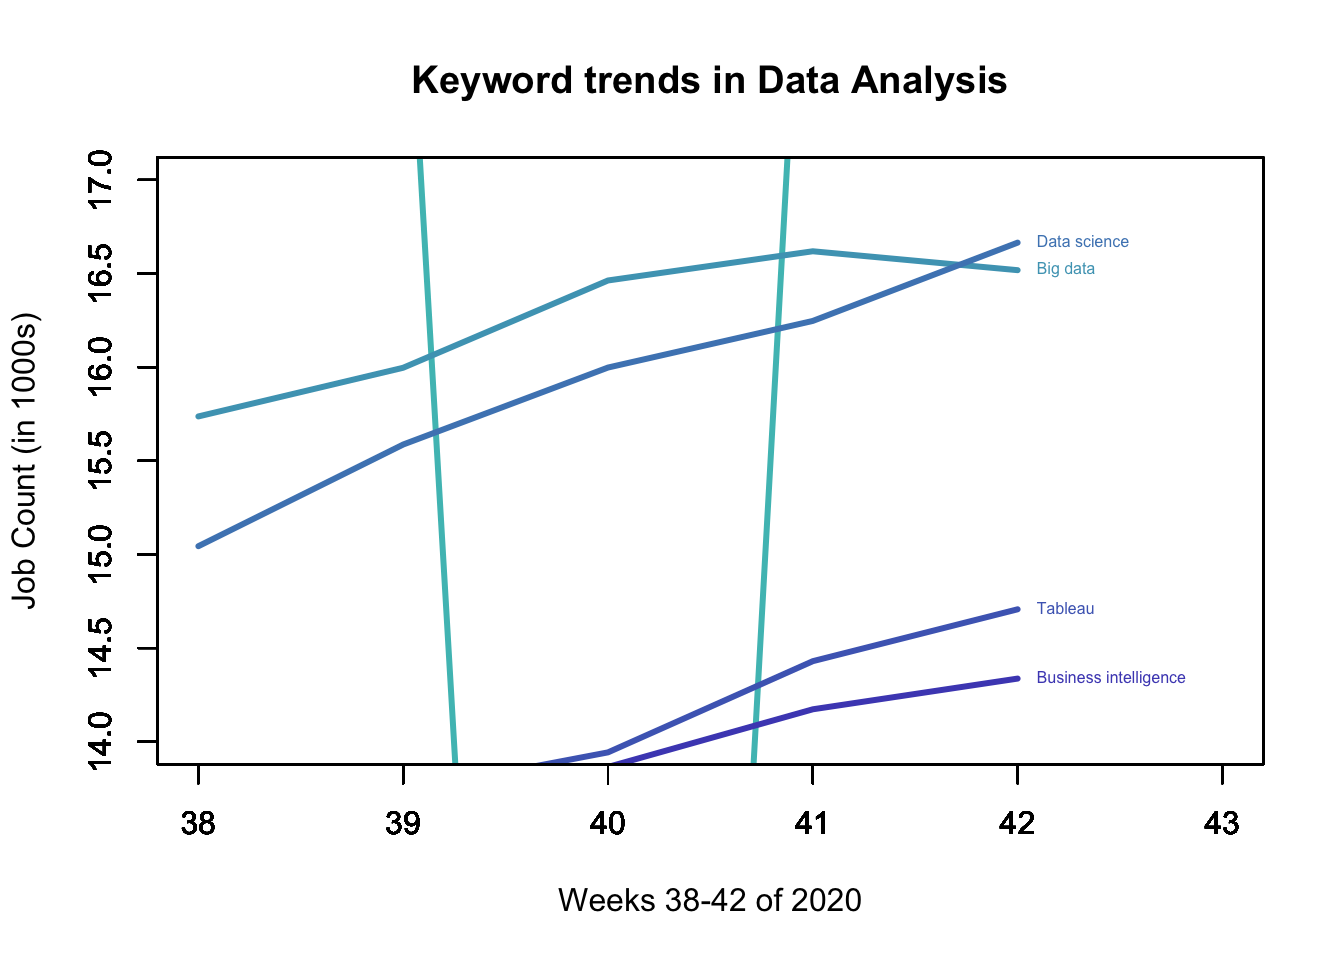 Keyword trends in Data Analysis
Job Count (in 1000s)
17.0
16.5
16.0
15.5
15.0
14.5
14.0
Data science
Big data
Tableau
Business intelligence
38 39 40 41 42 43
Weeks 38-42 of 2020